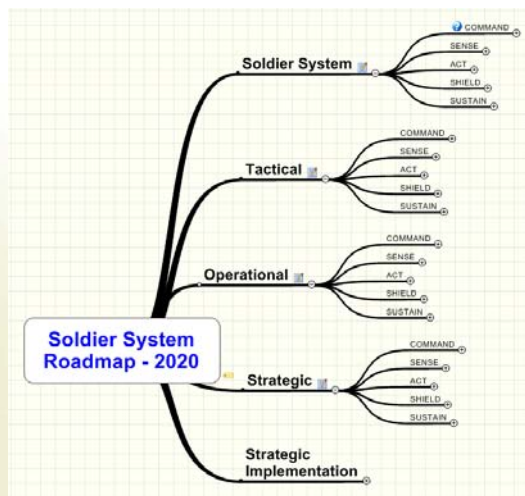 Soldier System
COMMAND
SENSE
ACT
SHIELD
SUSTAIN
Tactical
COMMAND
SENSE
ACT
SHIELD
SUSTAIN
Operational
COMMAND
SENSE
ACT
SHIELD
SUSTAIN
Soldier System
Roadmap - 2020
Strategic
COMMAND
SENSE
ACT
SHIELD
SUSTAIN
Strategic
Implementation